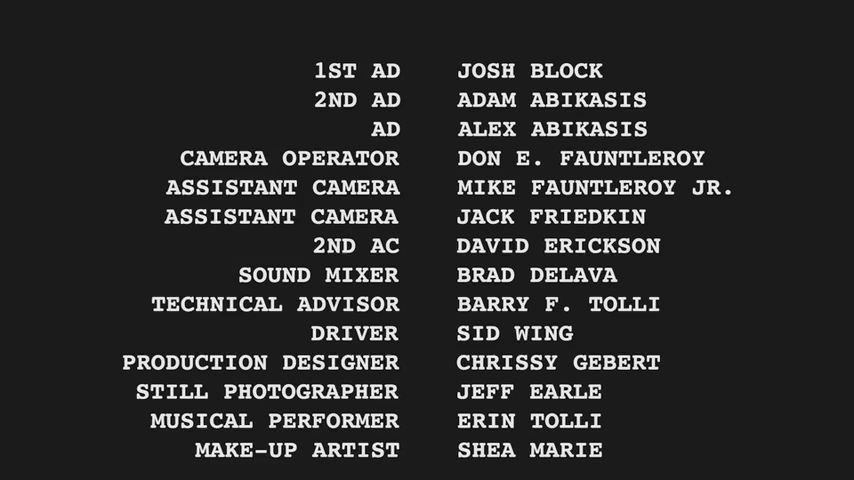 1ST AD JOSH BLOCK
2ND AD ADAM ABIKASIS
AD ALEX ABIKASIS
CAMERA OPERATOR DON E. FAUNTLEROY
ASSISTANT CAMERA MIKE FAUNTLEROY JR.
ASSISTANT CAMERA JACK FRIEDKIN
2ND AC DAVID ERICKSON
SOUND MIXER BRAD DELAVA
TECHNICAL ADVISOR BARRY F. TOLLI
DRIVER SID WING
PRODUCTION DESIGNER CHRISSY GEBERT
STILL PHOTOGRAPHER JEFF EARLE
MUSICAL PERFORMER ERIN TOLLI
MAKE-UP ARTIST SHEA MARIE